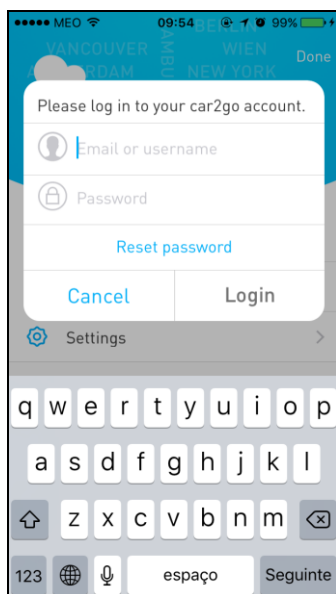 MEO 09:54 99%
BERLIN
VANCOUVER WIEN
Done
RDAM NEW YORK
Please log in to your car2go account.
Email or username
Password
Reset password
Cancel Login
Settings
q w e r t y u i o p
a s d f g h j k l
z x c v b n m
123 espaço Seguinte